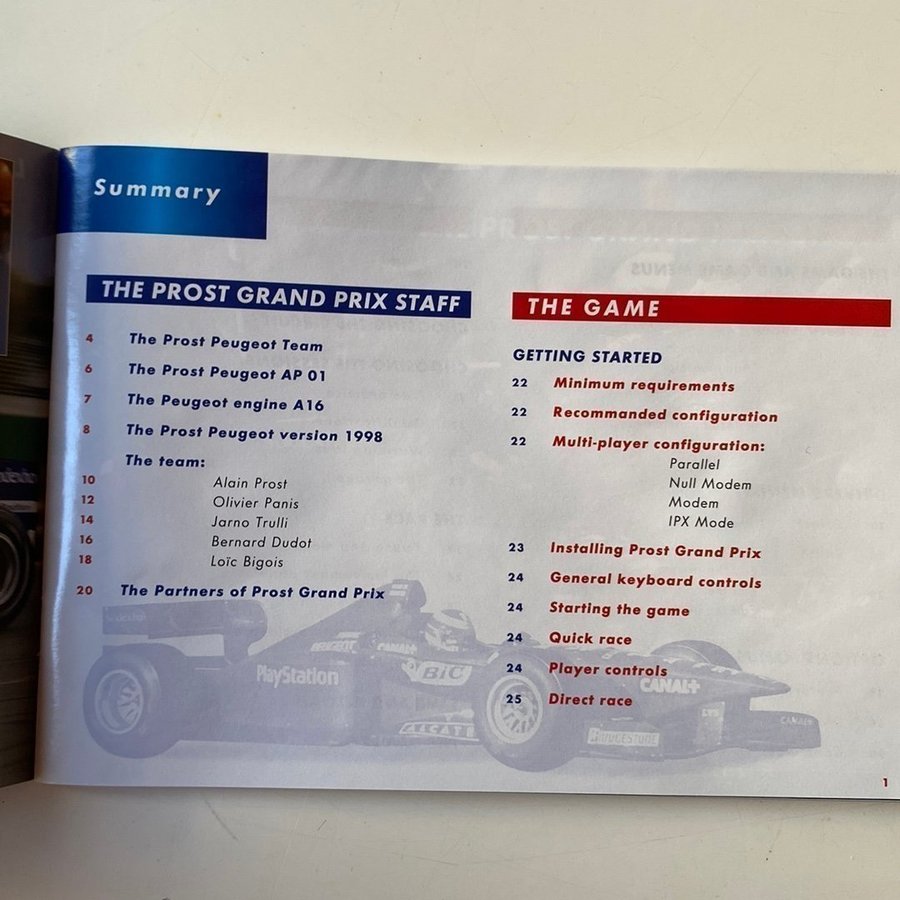 Summary
THE PROST GRAND PRIX STAFF
4 The Prost Peugeot Team
6 The Prost Peugeot AP 01
7 The Peugeot engine A16
8 The Prost Peugeot version 1998
The team:
10 Alain Prost
12 Olivier Panis
14 Jarno Trulli
16 Bernard Dudot
18 Loïc Bigois
20 The Partners of Prost Grand Prix
THE GAME
GETTING STARTED
22 Minimum requirements
22 Recommanded configuration
22 Multi-player configuration:
Parallel
Null Modem
Modem
IPX Mode
23 Installing Prost Grand Prix
24 General keyboard controls
24 Starting the game
24 Quick race
24 Player controls
25 Direct race
PEUGEOT
CANAL+
PlayStation
BIC
ALCATEL
CANAL+
BRIDGESTONE
CANAL+
1